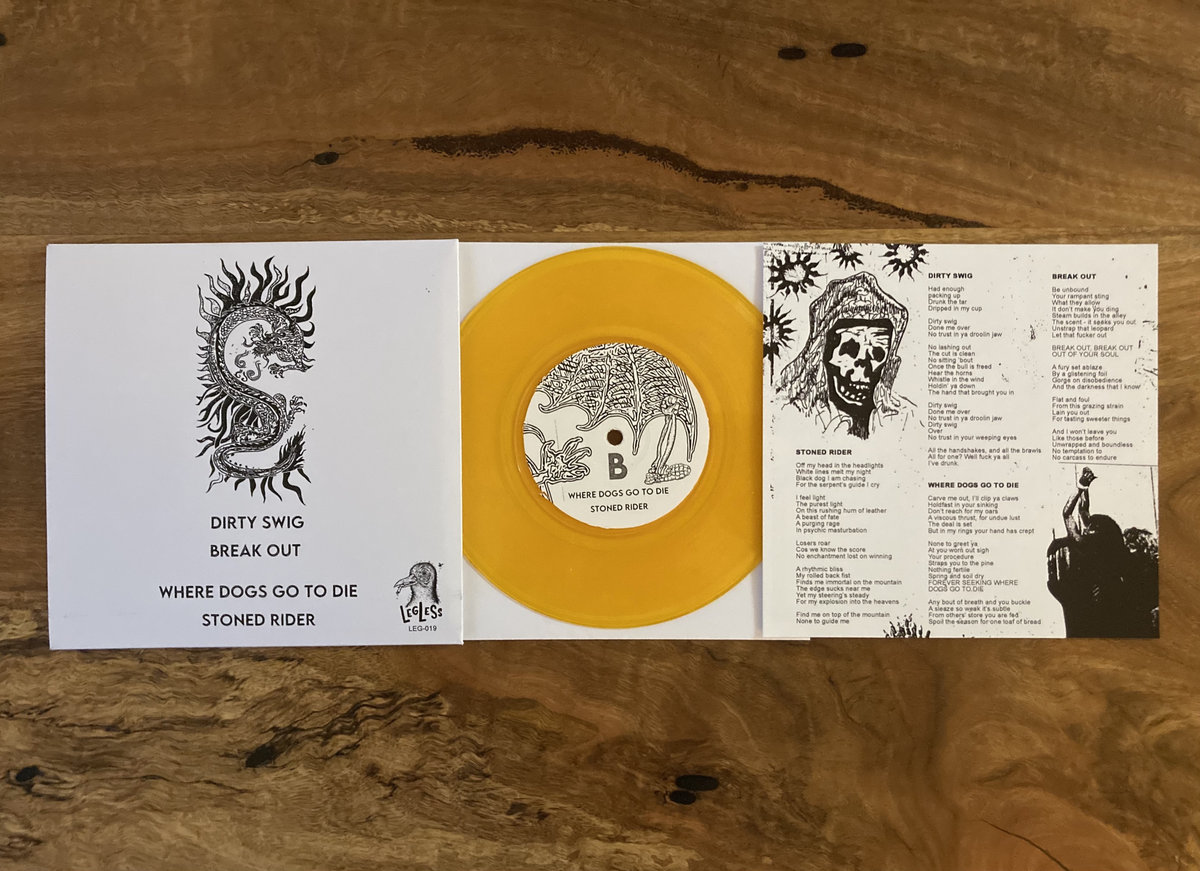 DIRTY SWIG
BREAK OUT
WHERE DOGS GO TO DIE
STONED RIDER
LEGLESS
LEG-019
B
WHERE DOGS GO TO DIE
STONED RIDER
STONED RIDER
Off my head in the headlights
White lines melt my night
Black dog I am chasing
For the serpent's guide I cry
I feel light
The purest light
On this rushing hum of leather
A beast of fate
A purging rage
In psychic masturbation
Losers roar
Cos we know the score
No enchantment lost on winning
A rhythmic bliss
My rolled back fist
Finds me immortal on the mountain
The edge sucks near me
Yet my steering's steady
For my explosion into the heavens
Find me on top of the mountain
None to guide me
DIRTY SWIG
Had enough
packing up
Drunk the tar
Dripped in my cup
Dirty swig
Done me over
No trust in ya droolin jaw
No lashing out
The cut is clean
No sitting 'bout
Once the bull is freed
Hear the horns
Whistle in the wind
Holdin' ya down
The hand that brought you in
Dirty swig
Done me over
No trust in ya droolin jaw
Dirty swig
Over
No trust in your weeping eyes
All the handshakes, and all the brawls
All for one? Well fuck ya all
I've drunk.
WHERE DOGS GO TO DIE
Carve me out, I'll clip ya claws
Holdfast in your sinking
Don't reach for my oars
A viscous thrust, for undue lust
The deal is set
But in my rings your hand has crept
None to greet ya
At you worn out sigh
Your procedure
Straps you to the pine
Nothing fertile
Spring and soil dry
FOREVER SEEKING WHERE
DOGS GO TO DIE
Any bout of breath and you buckle
A sleaze so weak it's subtle
From others' store you are fed
Spoil the season for one loaf of bread
BREAK OUT
Be unbound
Your rampant sting
What they allow
It don't make you ding
Steam builds in the alley
The scent - it seeks you out
Unstrap that leopard
Let that fucker out
BREAK OUT, BREAK OUT
OUT OF YOUR SOUL
A fury set ablaze
By a glistening foil
Gorge on disobedience
And the darkness that I know
Flat and foul
From this grazing strain
Lain you out
For tasting sweeter things
And I won't leave you
Like those before
Unwrapped and boundless
No temptation to
No carcass to endure